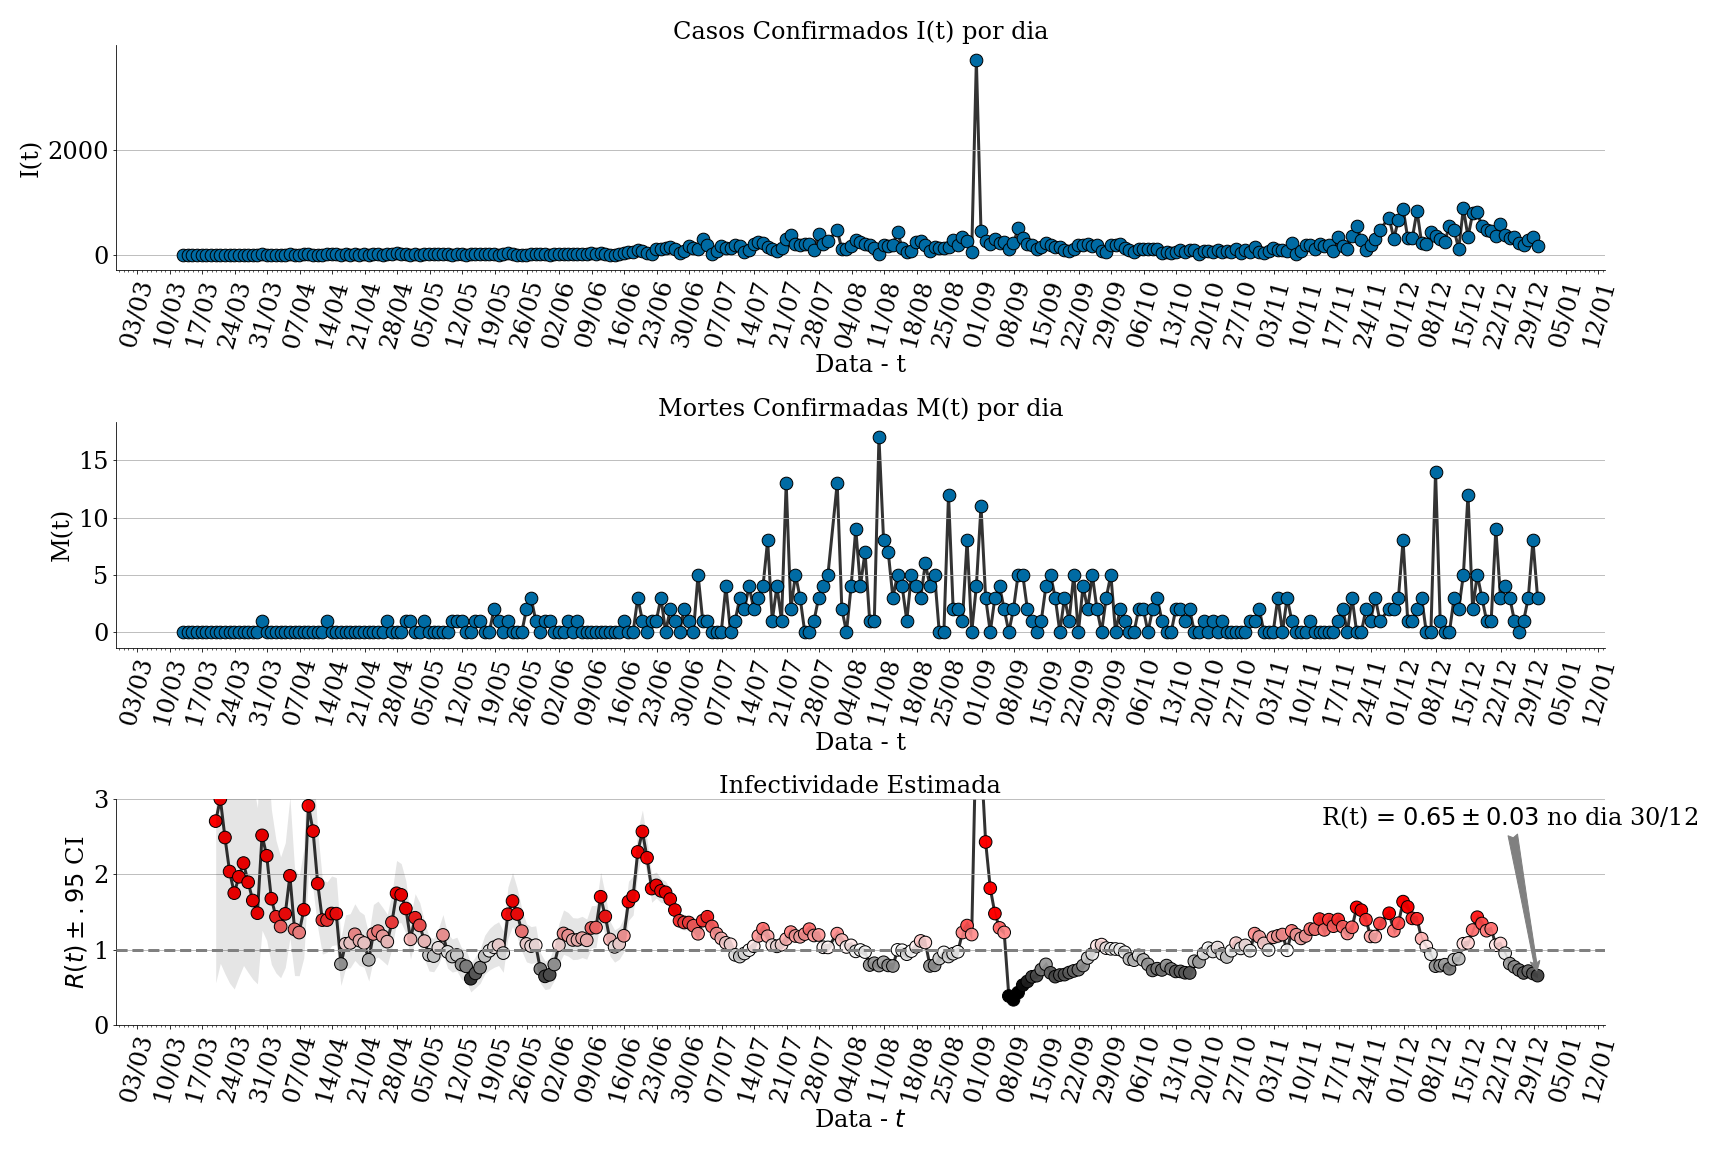 Casos Confirmados I(t) por dia
I(t)
2000
0
03/03 10/03 17/03 24/03 31/03 07/04 14/04 21/04 28/04 05/05 12/05 19/05 26/05 02/06 09/06 16/06 23/06 30/06 07/07 14/07 21/07 28/07 04/08 11/08 18/08 25/08 01/09 08/09 15/09 22/09 29/09 06/10 13/10 20/10 27/10 03/11 10/11 17/11 24/11 01/12 08/12 15/12 22/12 29/12 05/01 12/01
Data - t
Mortes Confirmadas M(t) por dia
M(t)
15
10
5
0
03/03 10/03 17/03 24/03 31/03 07/04 14/04 21/04 28/04 05/05 12/05 19/05 26/05 02/06 09/06 16/06 23/06 30/06 07/07 14/07 21/07 28/07 04/08 11/08 18/08 25/08 01/09 08/09 15/09 22/09 29/09 06/10 13/10 20/10 27/10 03/11 10/11 17/11 24/11 01/12 08/12 15/12 22/12 29/12 05/01 12/01
Data - t
Infectividade Estimada
R(t) ± .95 CI
3
R(t) = 0.65 ± 0.03 no dia 30/12
2
1
0
03/03 10/03 17/03 24/03 31/03 07/04 14/04 21/04 28/04 05/05 12/05 19/05 26/05 02/06 09/06 16/06 23/06 30/06 07/07 14/07 21/07 28/07 04/08 11/08 18/08 25/08 01/09 08/09 15/09 22/09 29/09 06/10 13/10 20/10 27/10 03/11 10/11 17/11 24/11 01/12 08/12 15/12 22/12 29/12 05/01 12/01
Data - t